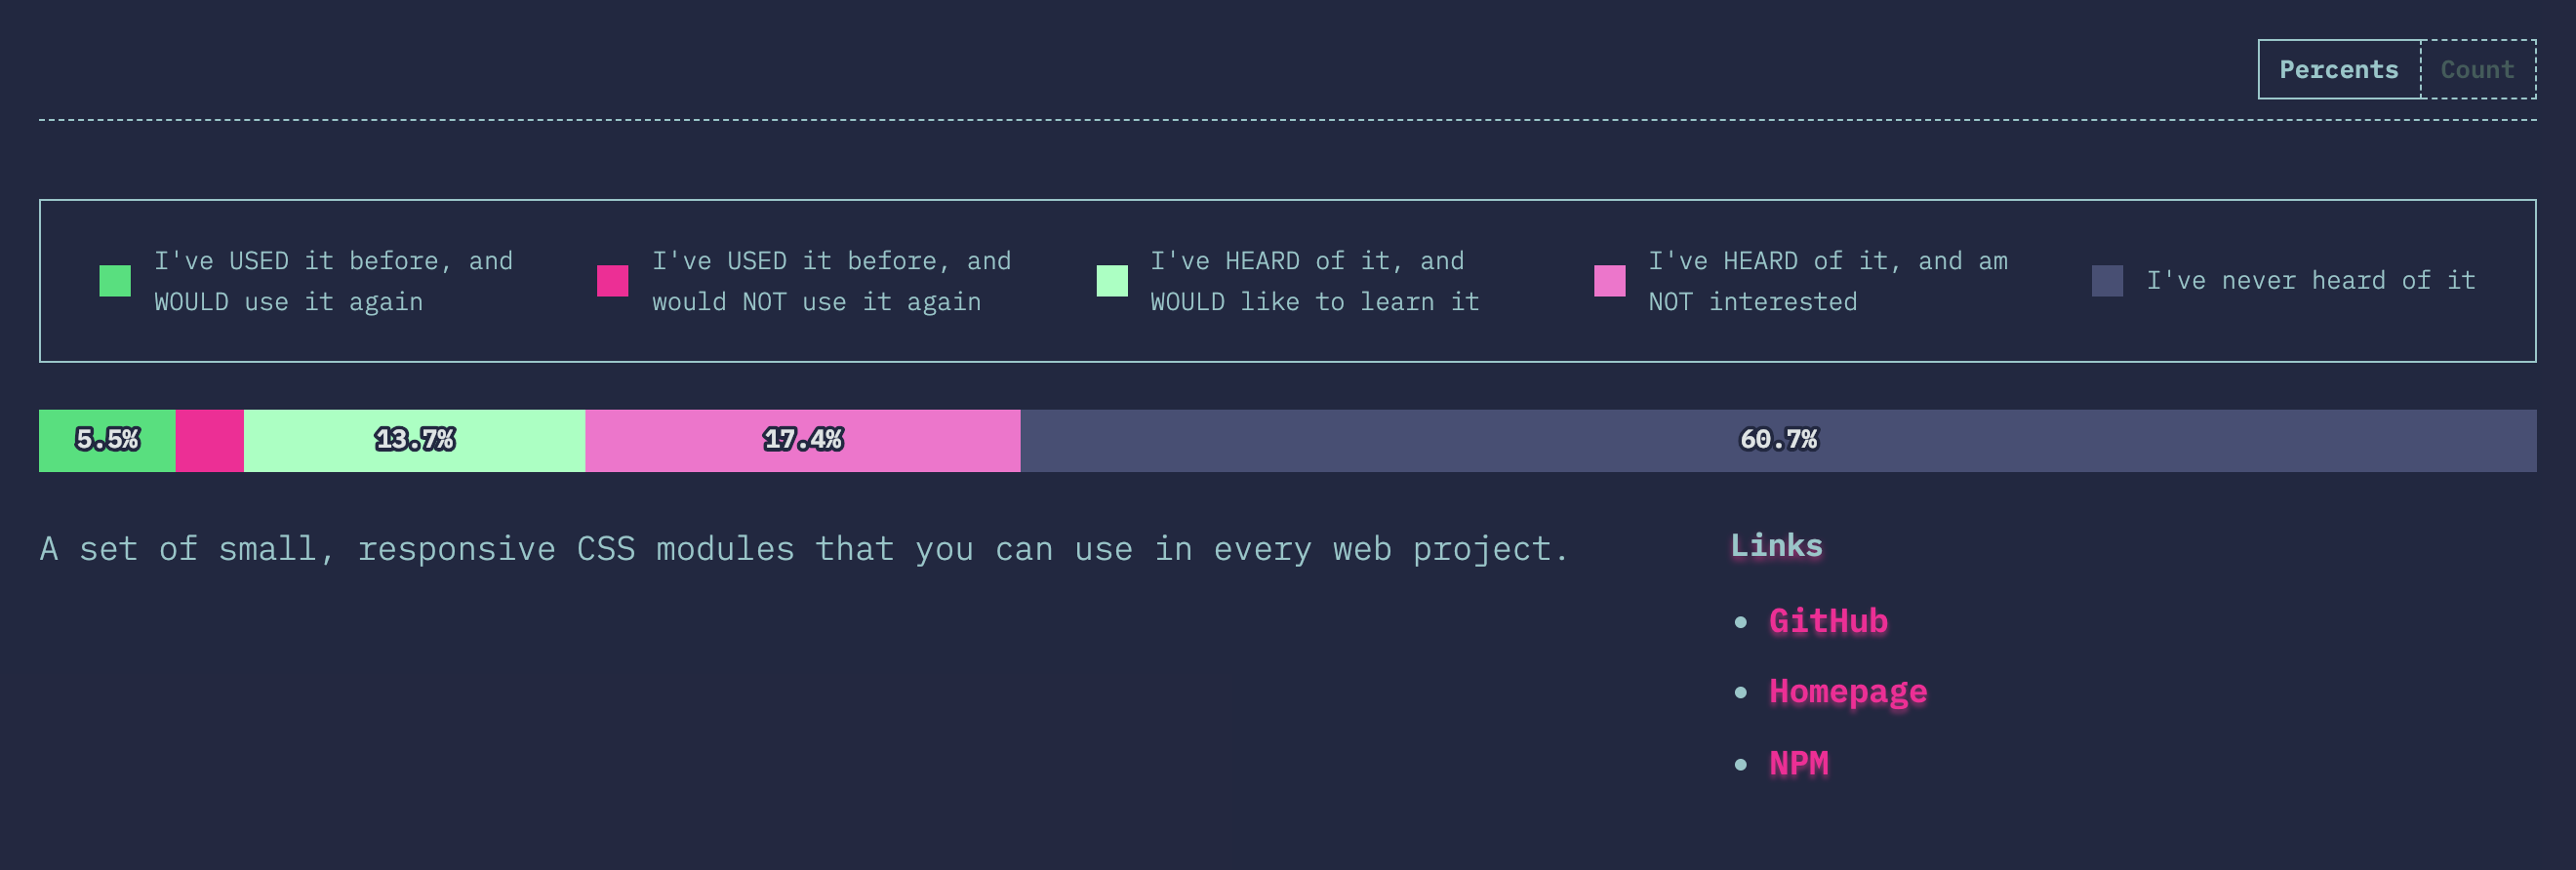 Percents Count
I've USED it before, and
WOULD use it again
I've USED it before, and
would NOT use it again
I've HEARD of it, and
WOULD like to learn it
I've HEARD of it, and am
NOT interested
I've never heard of it
5.5% 13.7% 17.4% 60.7%
A set of small, responsive CSS modules that you can use in every web project.
Links
GitHub
Homepage
NPM